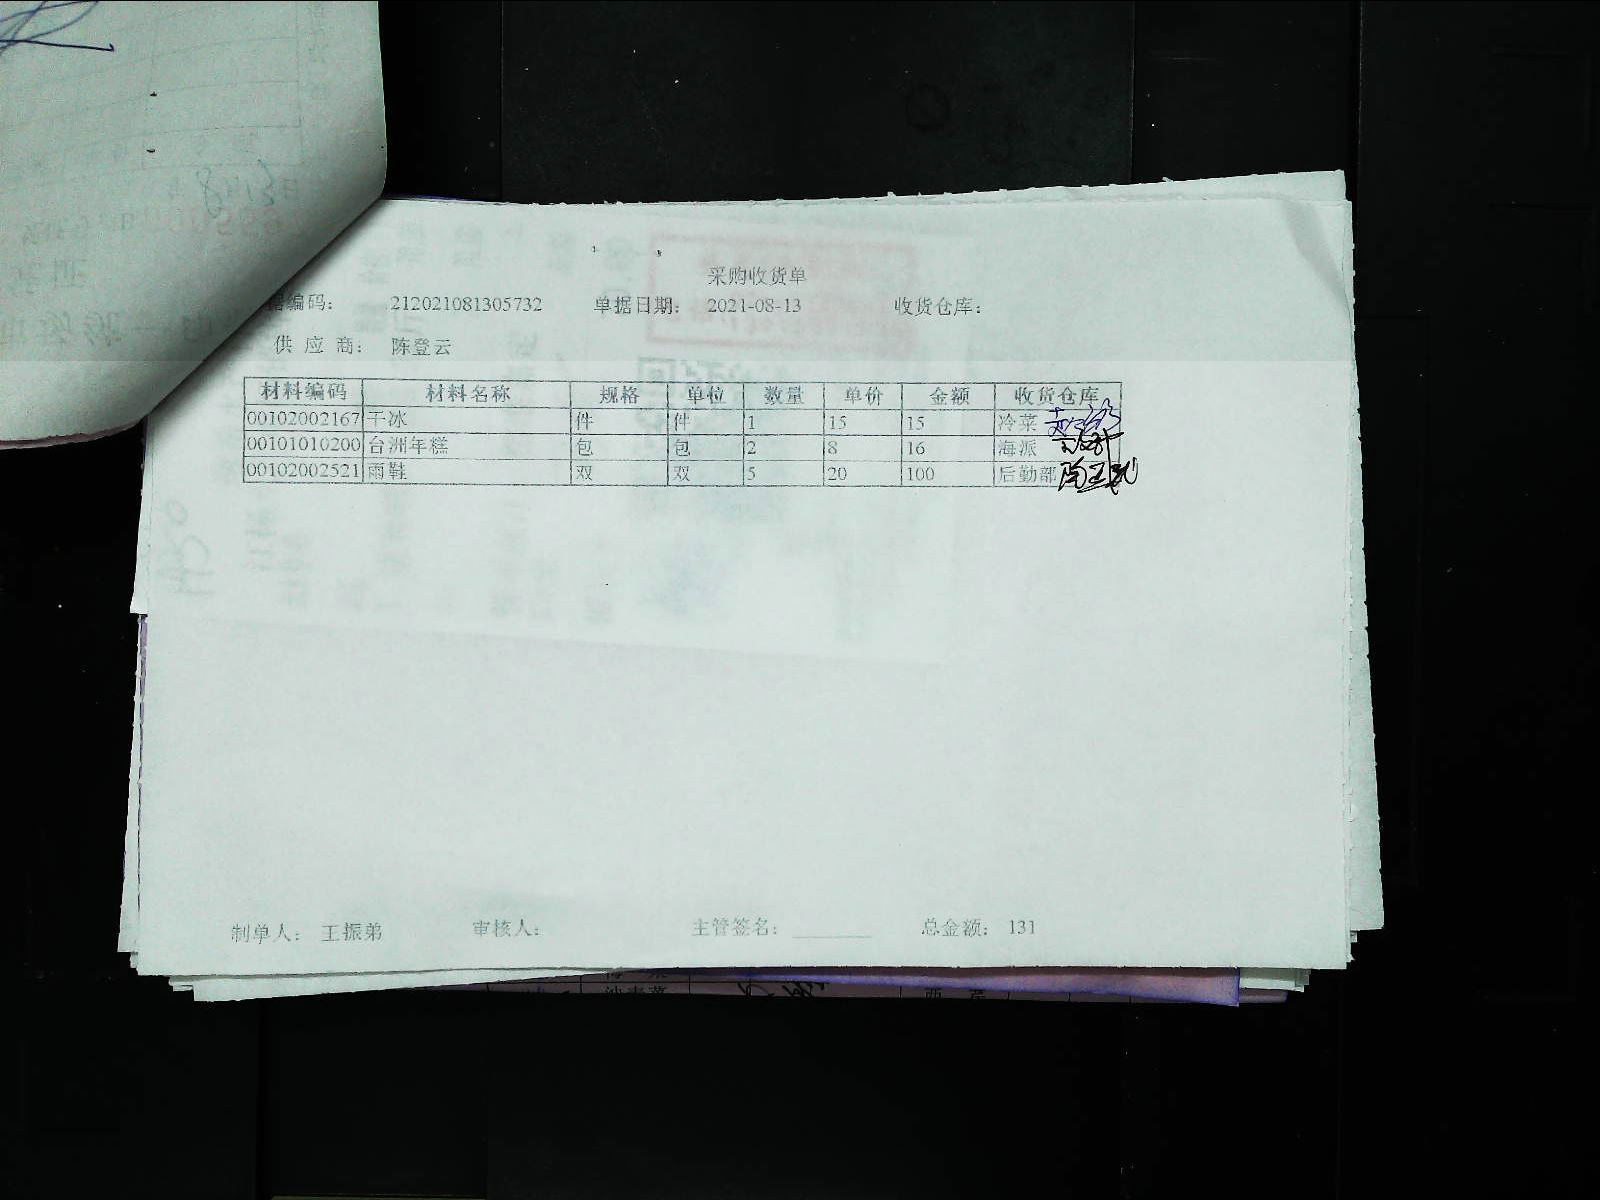 采购收货单
据编码: 212021081305732 单据日期: 2021-08-13 收货仓库:
供 应 商: 陈登云
材料编码 材料名称 规格 单位 数量 单价 金额 收货仓库
00102002167 干冰 件 件 1 15 15 冷菜
00101010200 台洲年糕 包 包 2 8 16 海派
00102002521 雨鞋 双 双 5 20 100 后勤部
制单人: 王振弟 审核人: 主管签名: ________ 总金额: 131